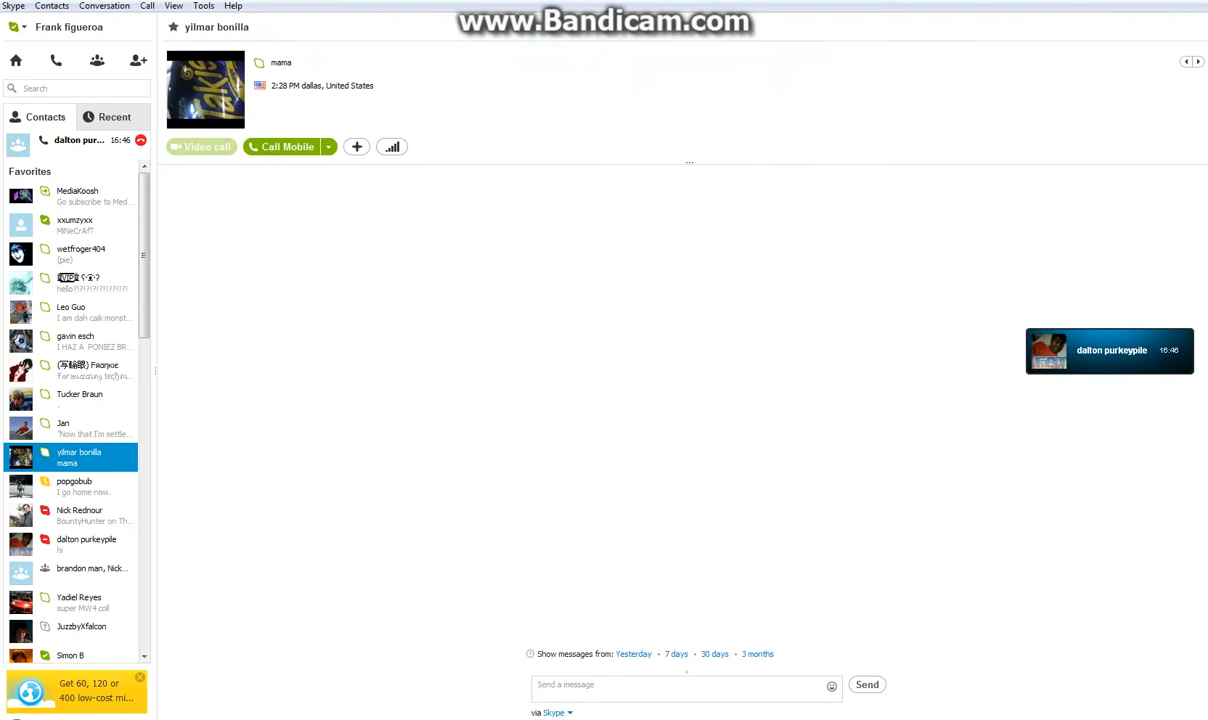 Skype Contacts Conversation Call View Tools Help
www.Bandicam.com
Frank figueroa
Search
Contacts
Recent
dalton pur... 16:46
Favorites
MediaKoosh
Go subscribe to Med...
xxumzyxx
MiNeCrAfT
wetfroger404
(pie)
hello?!?!?!?!?!??!!?!
Leo Guo
I am dah caik monst...
gavin esch
I HAZ A PONIEZ BR...
Tucker Braun
.
Jan
"Now that I'm settle...
yilmar bonilla
mama
popgobub
I go home now.
Nick Rednour
BountyHunter on Th...
dalton purkeypile
hi
brandon man, Nick...
Yadiel Reyes
super MW4 coll
JuzzbyXfalcon
Simon B
Get 60, 120 or
400 low-cost mi...
yilmar bonilla
mama
2:28 PM dallas, United States
Takis
Video call
Call Mobile
dalton purkeypile 16:46
Show messages from: Yesterday • 7 days • 30 days • 3 months
Send a message
Send
via Skype